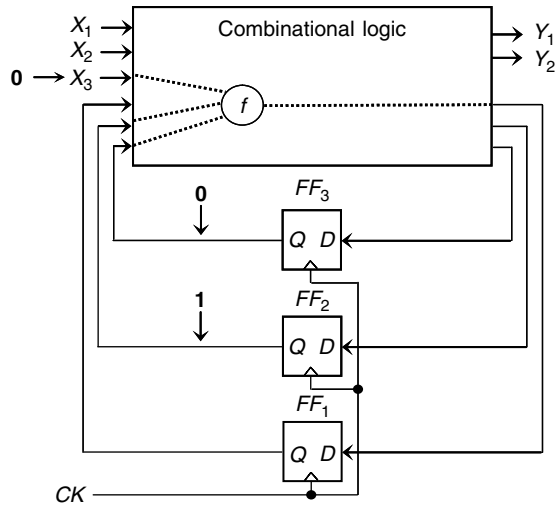 X1
Combinational logic
Y1
X2
Y2
0
X3
f
0
FF3
Q D
1
FF2
Q D
FF1
Q D
CK